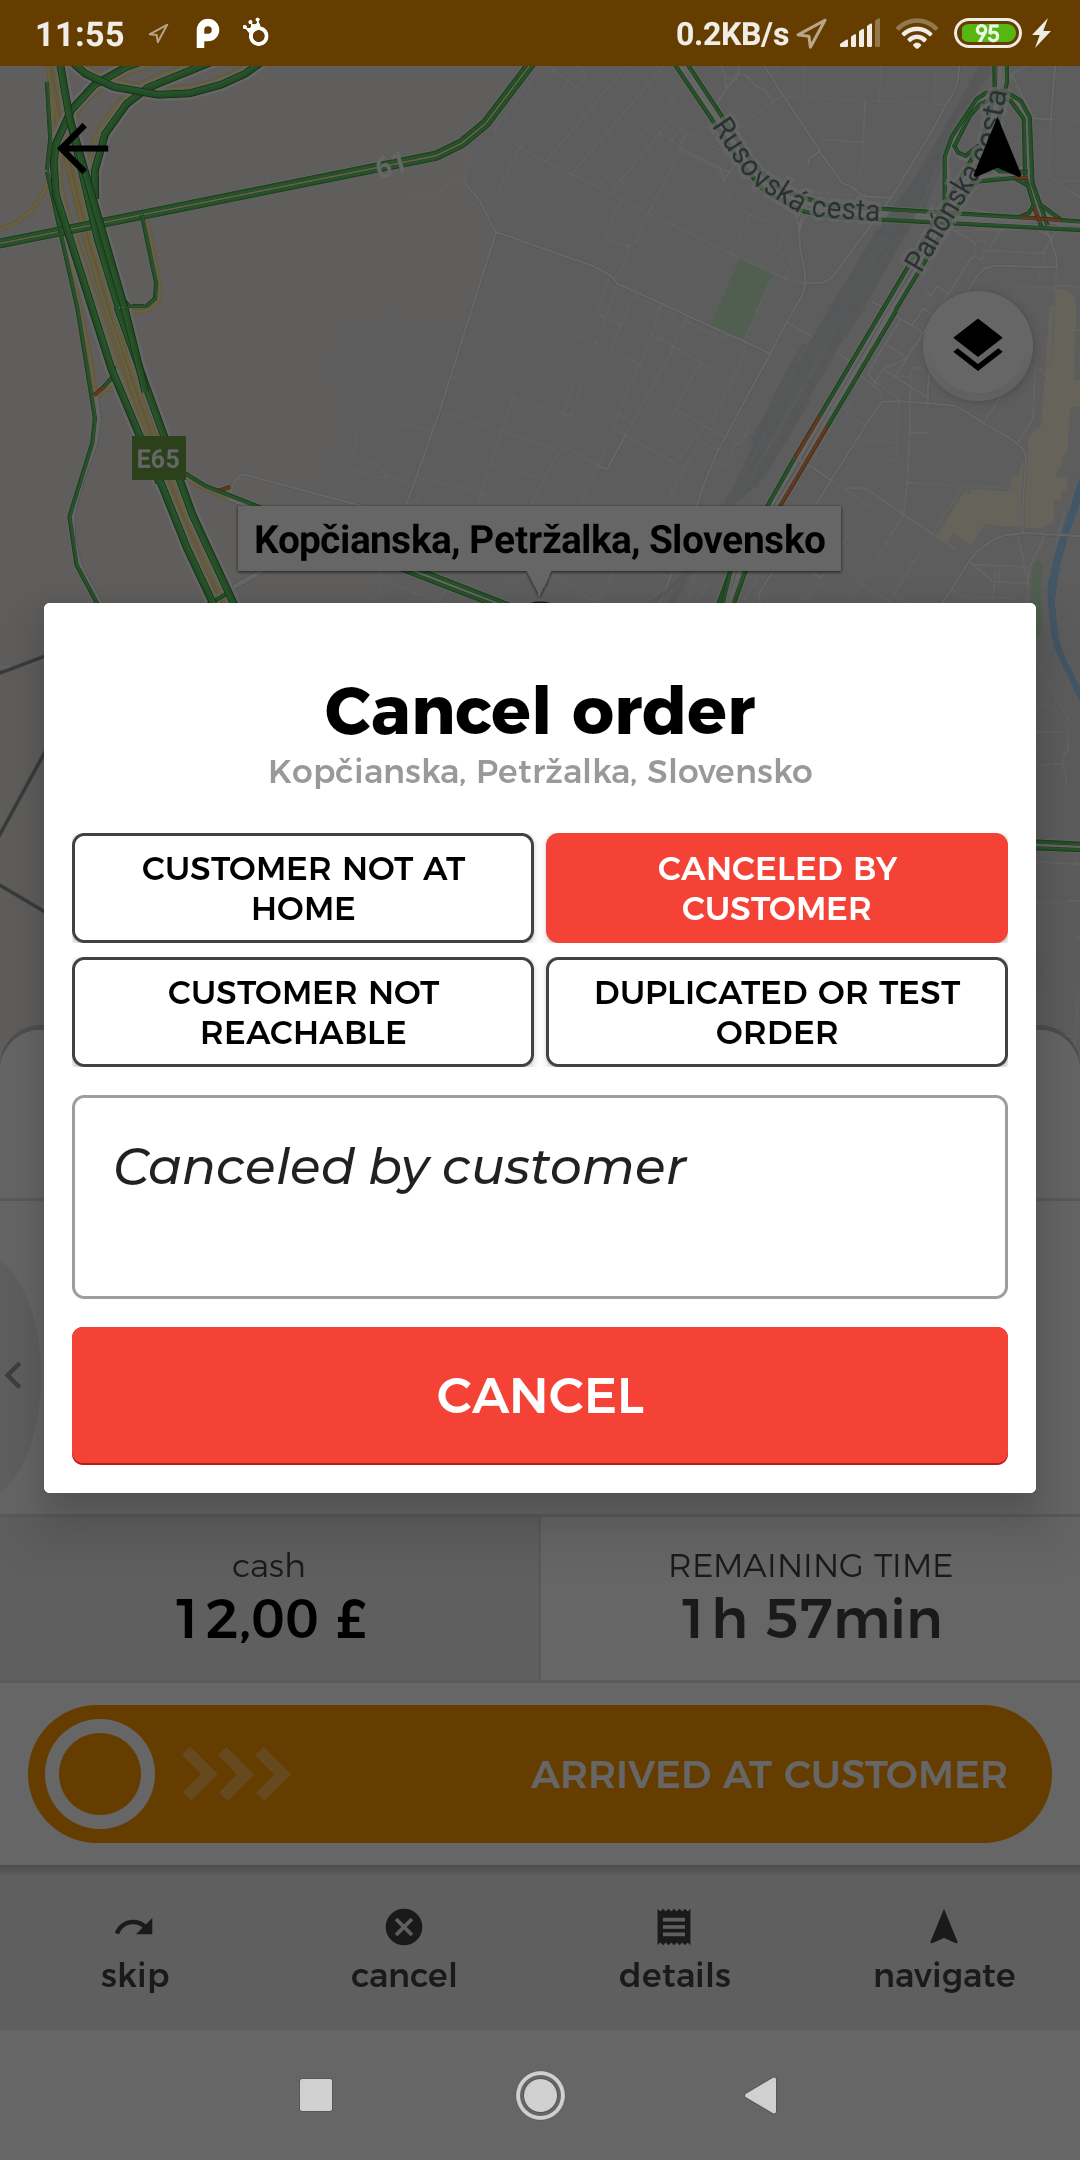 11:55
0.2KB/s
95
61
Rusovská cesta
Panónska cesta
E65
Kopčianska, Petržalka, Slovensko
Cancel order
Kopčianska, Petržalka, Slovensko
CUSTOMER NOT AT
HOME
CANCELED BY
CUSTOMER
CUSTOMER NOT
REACHABLE
DUPLICATED OR TEST
ORDER
Canceled by customer
CANCEL
cash
12,00 £
REMAINING TIME
1h 57min
ARRIVED AT CUSTOMER
skip
cancel
details
navigate